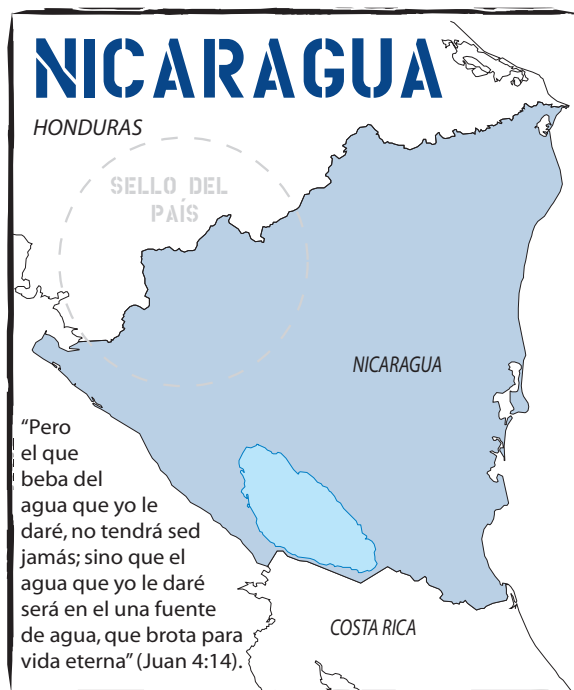 NICARAGUA
HONDURAS
SELLO DEL
PAÍS
NICARAGUA
“Pero
el que
beba del
agua que yo le
daré, no tendrá sed
jamás; sino que el
agua que yo le daré
será en el una fuente
de agua, que brota para
vida eterna” (Juan 4:14).
COSTA RICA